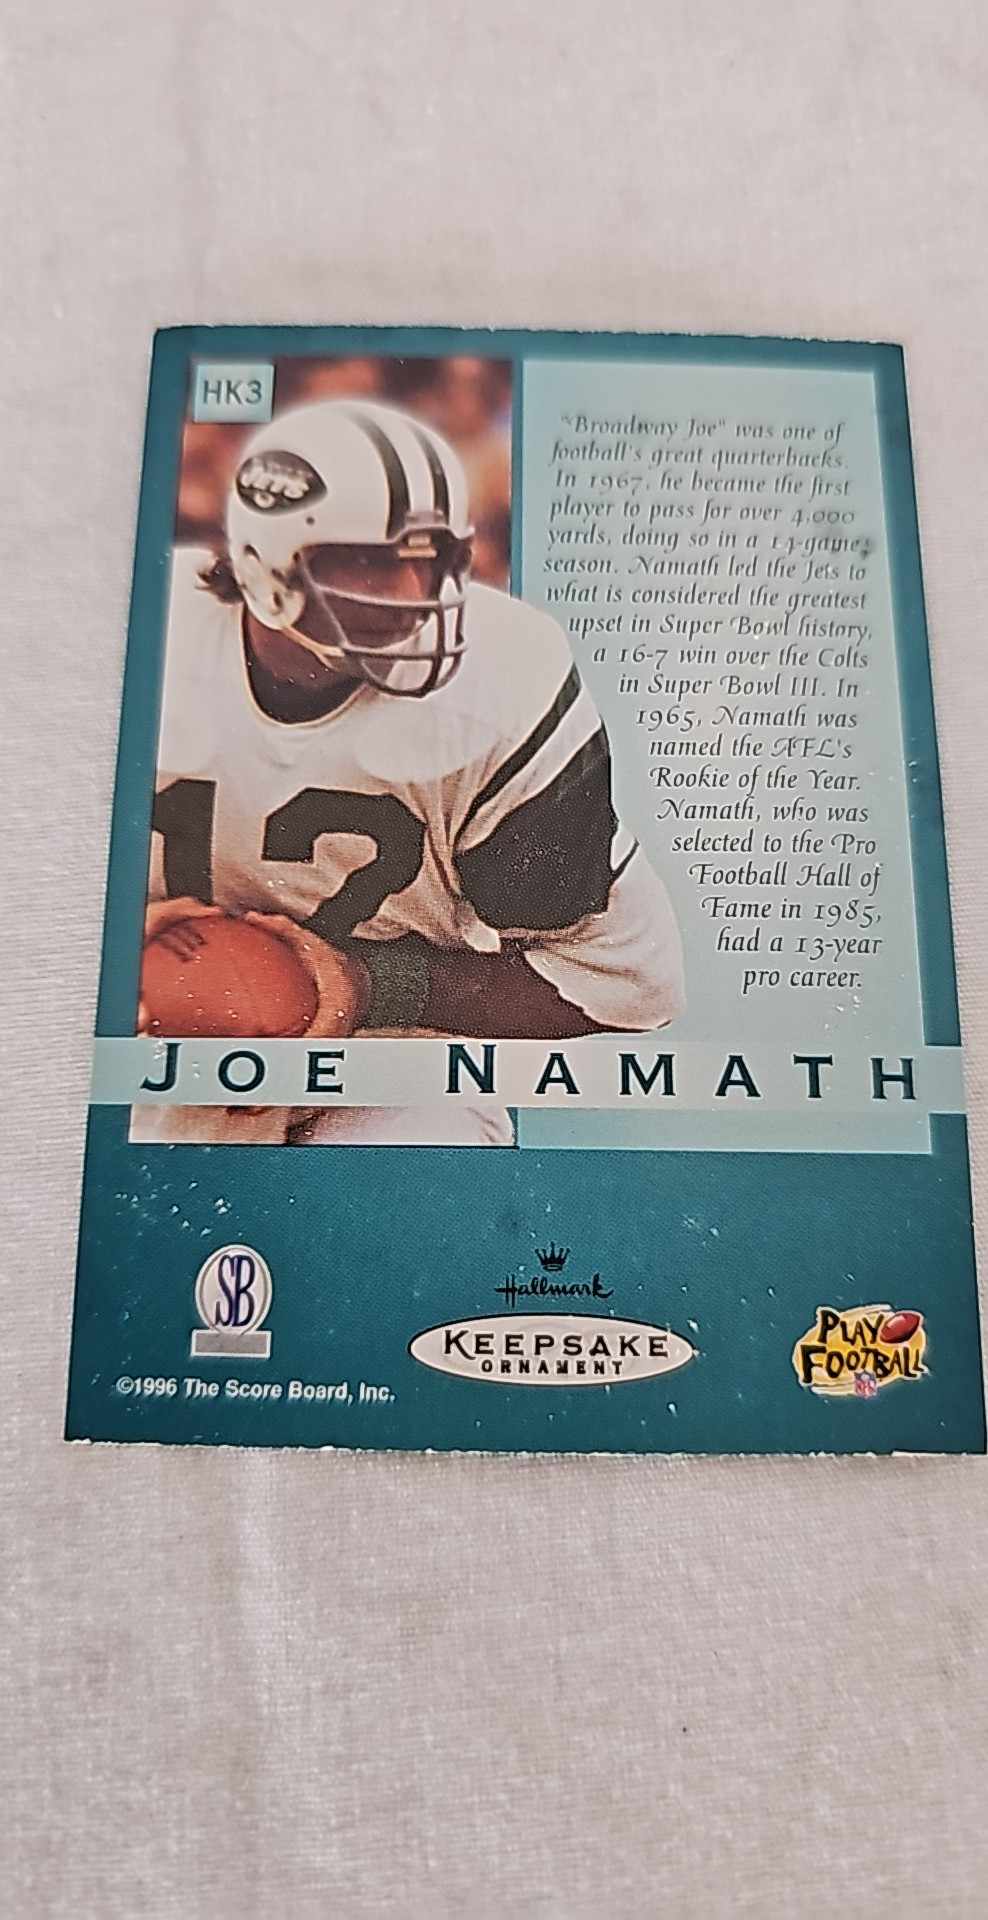 HK3
JETS
"Broadway Joe" was one of
football's great quarterbacks.
In 1967, he became the first
player to pass for over 4,000
yards, doing so in a 14-game
season. Namath led the Jets to
what is considered the greatest
upset in Super Bowl history,
a 16-7 win over the Colts
in Super Bowl III. In
1965, Namath was
named the AFL's
Rookie of the Year.
Namath, who was
selected to the Pro
Football Hall of
Fame in 1985,
had a 13-year
pro career.
12
JOE NAMATH
SB
©1996 The Score Board, Inc.
Hallmark
KEEPSAKE
ORNAMENT
PLAY
FOOTBALL
NFL